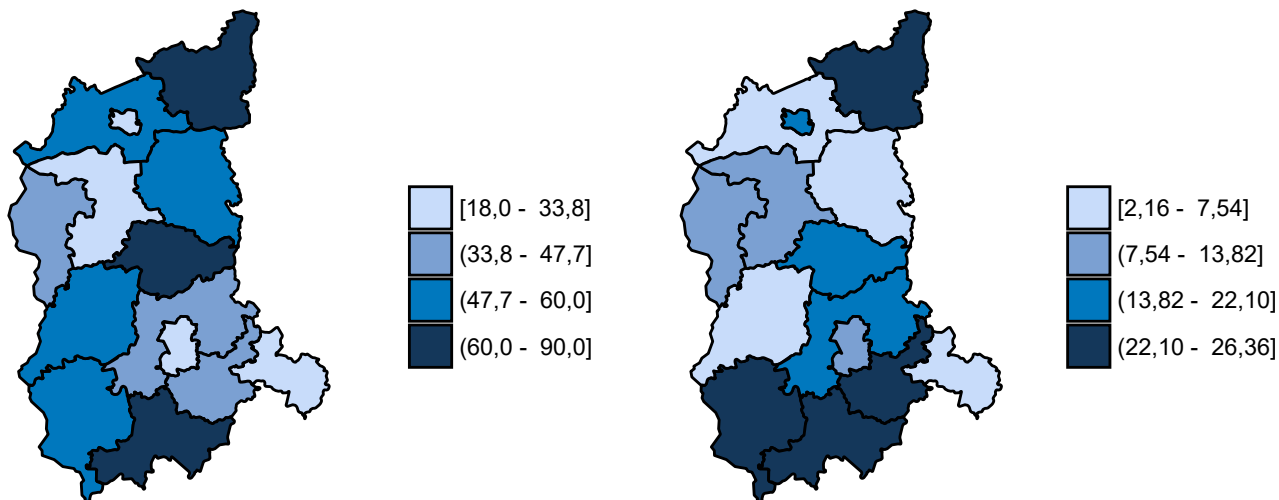 [18,0 - 33,8]
(33,8 - 47,7]
(47,7 - 60,0]
(60,0 - 90,0]
[2,16 - 7,54]
(7,54 - 13,82]
(13,82 - 22,10]
(22,10 - 26,36]